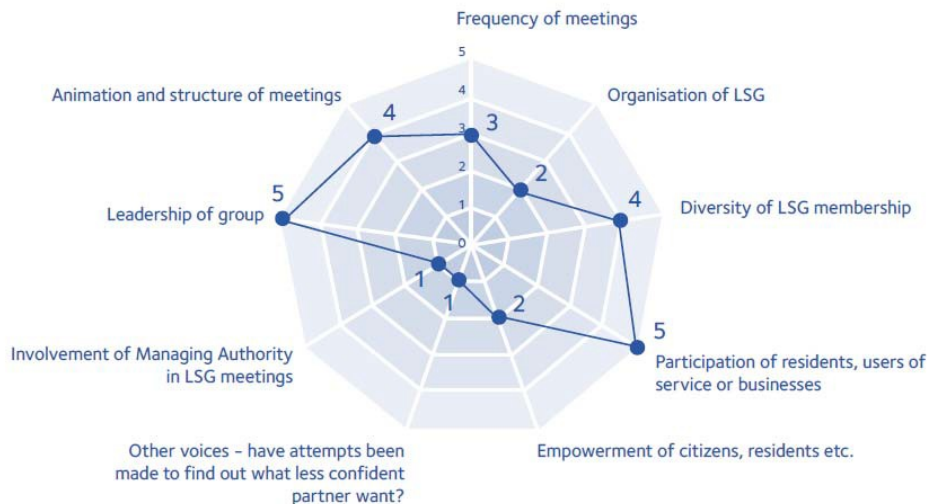 Frequency of meetings
5
Animation and structure of meetings
Organisation of LSG
4
4
3
3
2
2
5
4
Leadership of group
Diversity of LSG membership
1
0
1
1
2
5
Involvement of Managing Authority
in LSG meetings
Participation of residents, users of
service or businesses
Other voices – have attempts been
made to find out what less confident
partner want?
Empowerment of citizens, residents etc.